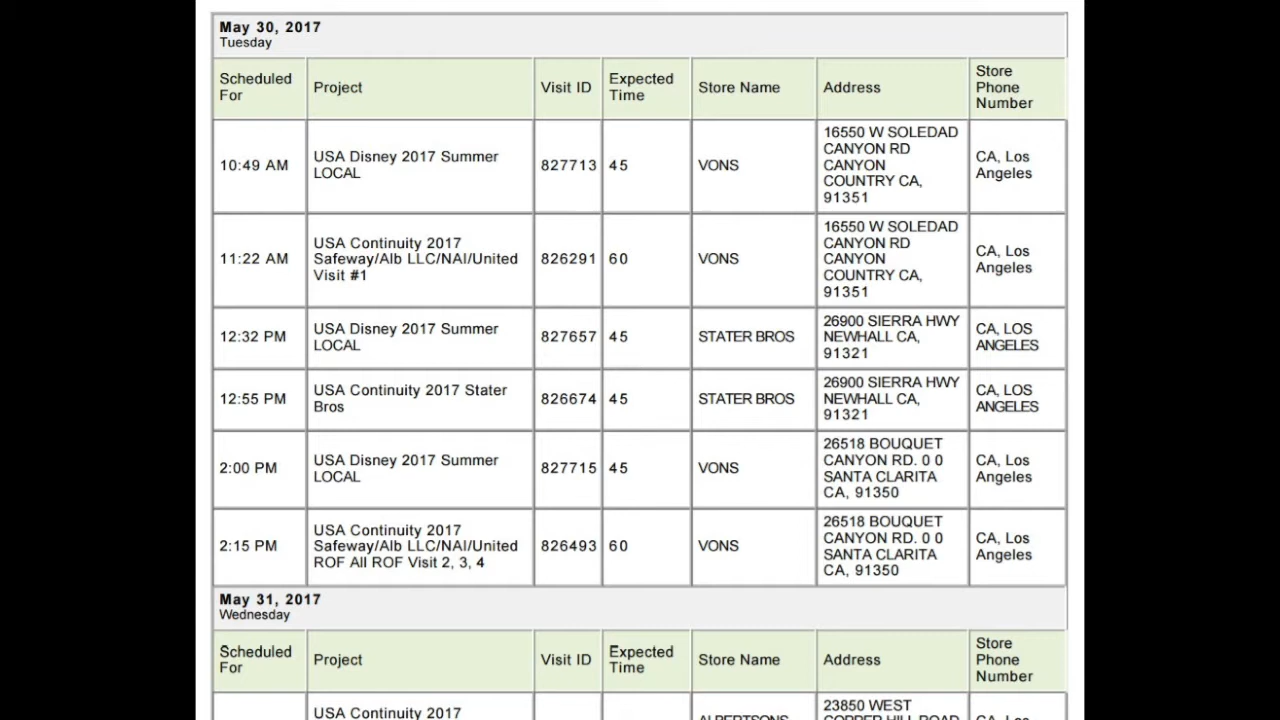 May 30, 2017
Tuesday
Scheduled For
Project
Visit ID
Expected Time
Store Name
Address
Store Phone Number
10:49 AM
USA Disney 2017 Summer
LOCAL
827713
45
VONS
16550 W SOLEDAD
CANYON RD
CANYON
COUNTRY CA,
91351
CA, Los
Angeles
11:22 AM
USA Continuity 2017
Safeway/Alb LLC/NAI/United
Visit #1
826291
60
VONS
16550 W SOLEDAD
CANYON RD
CANYON
COUNTRY CA,
91351
CA, Los
Angeles
12:32 PM
USA Disney 2017 Summer
LOCAL
827657
45
STATER BROS
26900 SIERRA HWY
NEWHALL CA,
91321
CA, LOS
ANGELES
12:55 PM
USA Continuity 2017 Stater
Bros
826674
45
STATER BROS
26900 SIERRA HWY
NEWHALL CA,
91321
CA, LOS
ANGELES
2:00 PM
USA Disney 2017 Summer
LOCAL
827715
45
VONS
26518 BOUQUET
CANYON RD. 0 0
SANTA CLARITA
CA, 91350
CA, Los
Angeles
2:15 PM
USA Continuity 2017
Safeway/Alb LLC/NAI/United
ROF All ROF Visit 2, 3, 4
826493
60
VONS
26518 BOUQUET
CANYON RD. 0 0
SANTA CLARITA
CA, 91350
CA, Los
Angeles
May 31, 2017
Wednesday
Scheduled
For
Project
Visit ID
Expected
Time
Store Name
Address
Store
Phone
Number
USA Continuity 2017
ALBERTSONS
23850 WEST
COPPER HILL ROAD
CA, Los